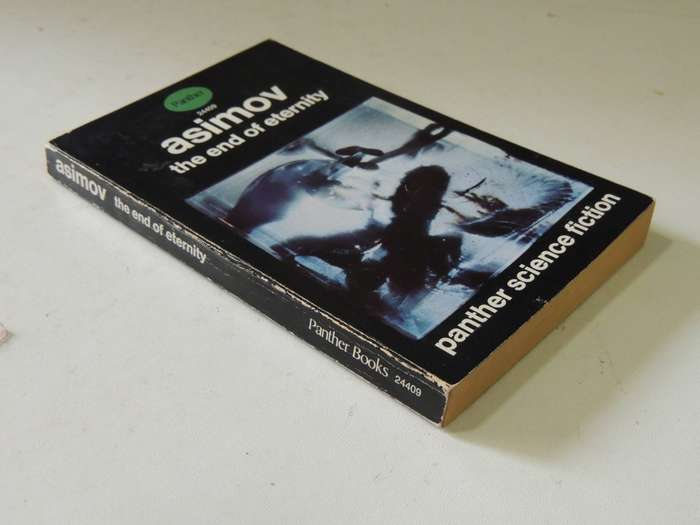 Panther
24409
asimov
the end of eternity
panther science fiction
asimov the end of eternity Panther Books 24409